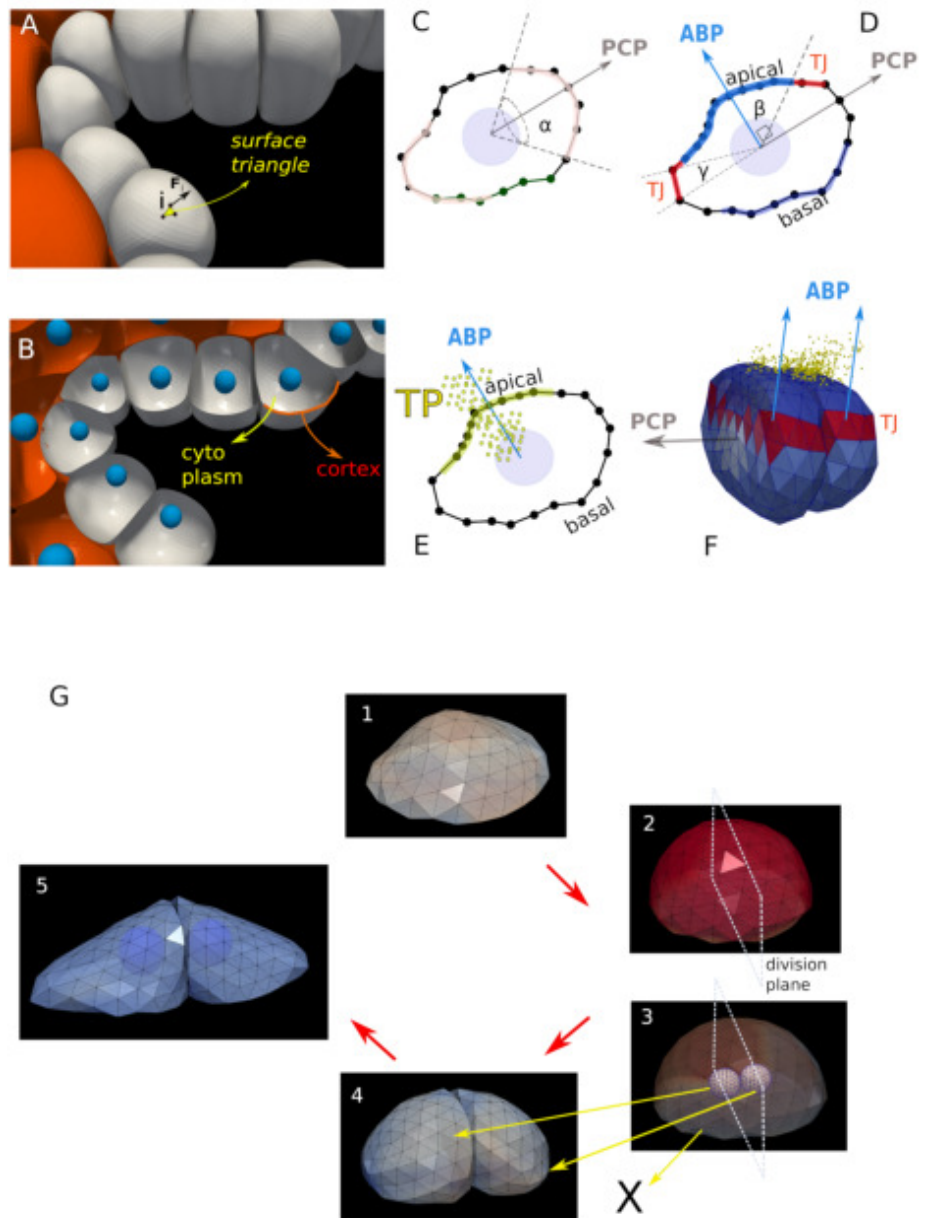 A
surface
triangle
F
i
i
B
cyto
plasm
cortex
C
PCP
α
D
ABP
apical
TJ
PCP
β
γ
TJ
basal
ABP
TP
apical
basal
E
ABP
PCP
TJ
F
G
1
2
division
plane
3
4
5
X